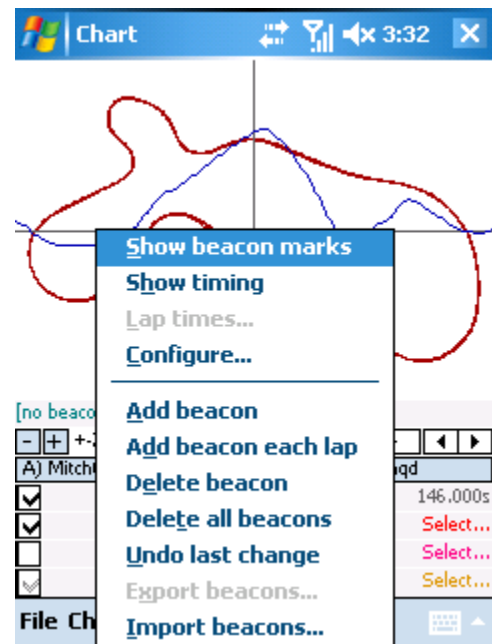 Chart 3:32
Show beacon marks
Show timing
Lap times...
Configure...
[no beaco
Add beacon
- + +-
Add beacon each lap
A) Mitch
qd
Delete beacon
146.000s
Delete all beacons
Select...
Undo last change
Select...
Export beacons...
Select...
File Ch
Import beacons...